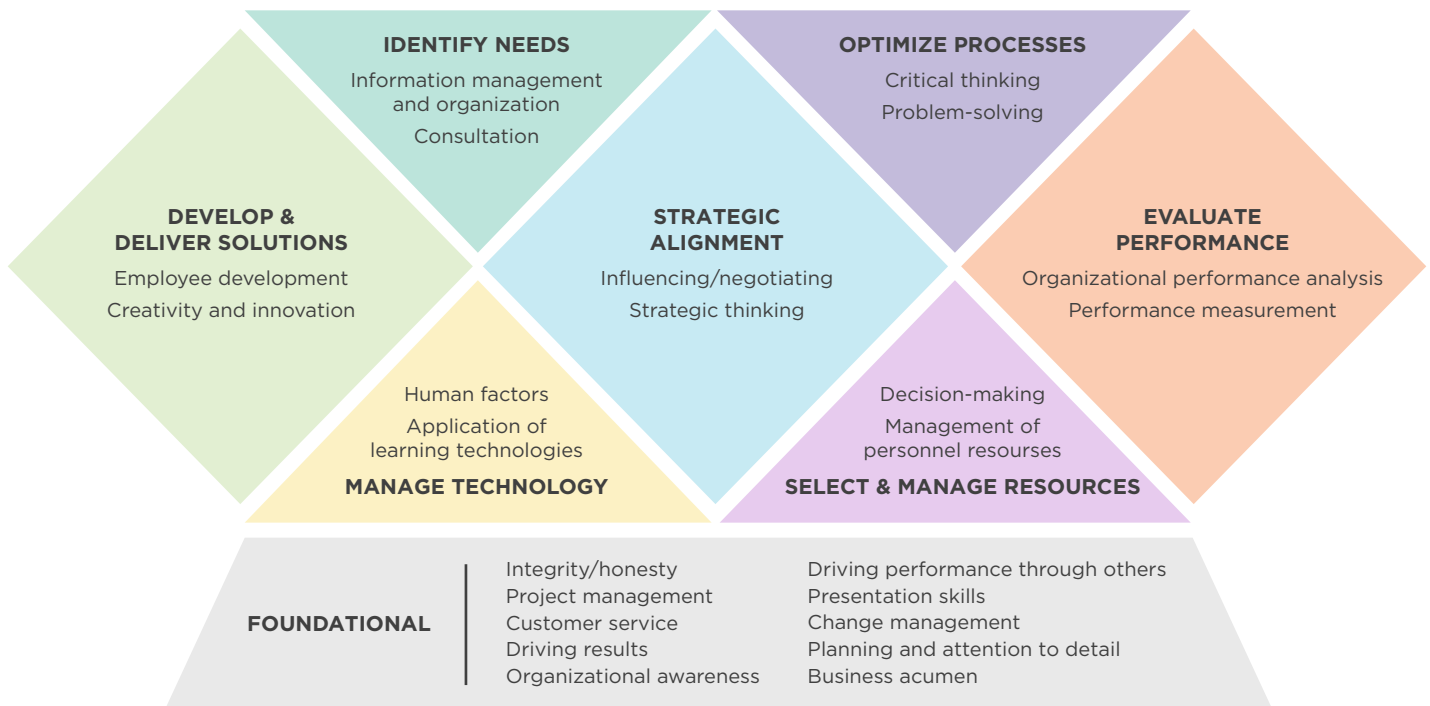 IDENTIFY NEEDS
Information management
and organization
Consultation
OPTIMIZE PROCESSES
Critical thinking
Problem-solving
DEVELOP &
DELIVER SOLUTIONS
Employee development
Creativity and innovation
STRATEGIC
ALIGNMENT
Influencing/negotiating
Strategic thinking
EVALUATE
PERFORMANCE
Organizational performance analysis
Performance measurement
Human factors
Application of
learning technologies
MANAGE TECHNOLOGY
Decision-making
Management of
personnel resourses
SELECT & MANAGE RESOURCES
FOUNDATIONAL
Integrity/honesty
Project management
Customer service
Driving results
Organizational awareness
Driving performance through others
Presentation skills
Change management
Planning and attention to detail
Business acumen